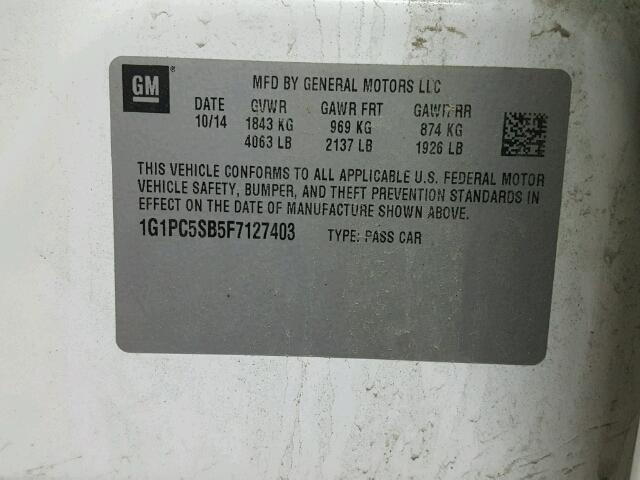 GM ®
MFD BY GENERAL MOTORS LLC
DATE GVWR GAWR FRT GAWR RR
10/14 1843 KG 969 KG 874 KG
4063 LB 2137 LB 1926 LB
THIS VEHICLE CONFORMS TO ALL APPLICABLE U.S. FEDERAL MOTOR
VEHICLE SAFETY, BUMPER, AND THEFT PREVENTION STANDARDS IN
EFFECT ON THE DATE OF MANUFACTURE SHOWN ABOVE.
1G1PC5SB5F7127403 TYPE: PASS CAR